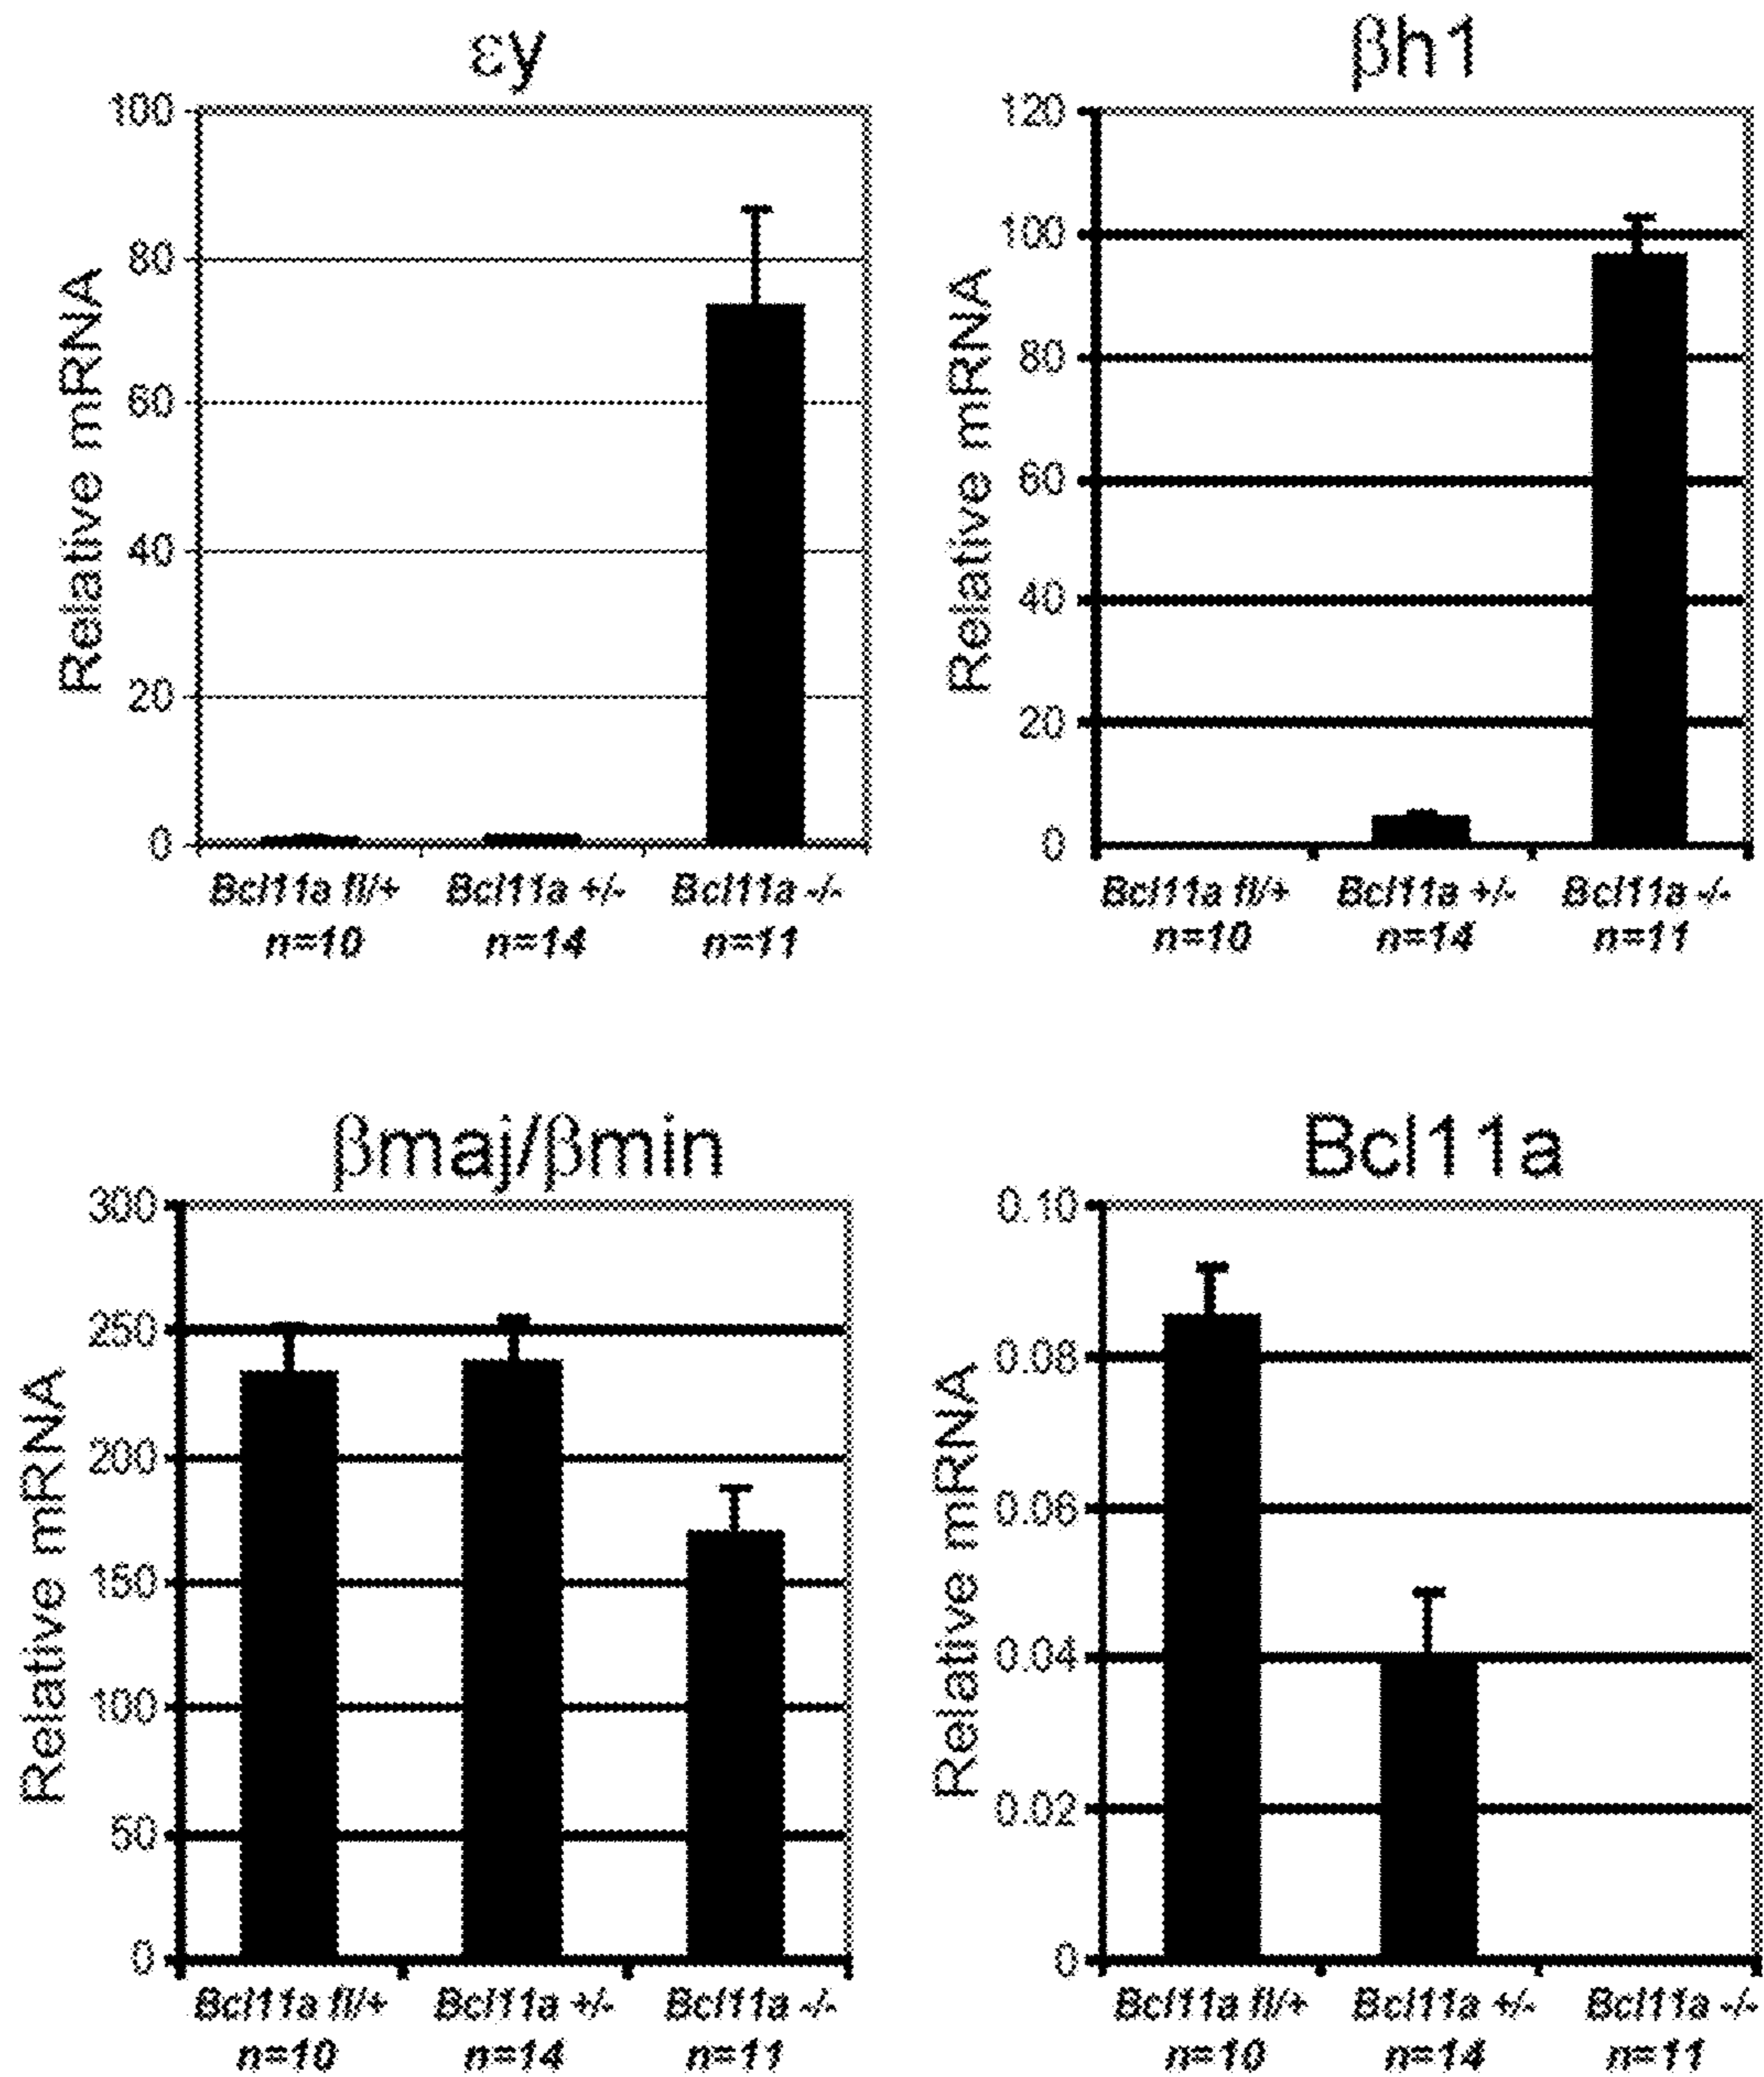 εy
Relative mRNA
100
80
60
40
20
0
Bcl11a fl/+ Bcl11a +/- Bcl11a -/-
n=10 n=14 n=11
βh1
Relative mRNA
120
100
80
60
40
20
0
Bcl11a fl/+ Bcl11a +/- Bcl11a -/-
n=10 n=14 n=11
βmaj/βmin
Relative mRNA
300
250
200
150
100
50
0
Bcl11a fl/+ Bcl11a +/- Bcl11a -/-
n=10 n=14 n=11
Bcl11a
Relative mRNA
0.10
0.08
0.06
0.04
0.02
0
Bcl11a fl/+ Bcl11a +/- Bcl11a -/-
n=10 n=14 n=11